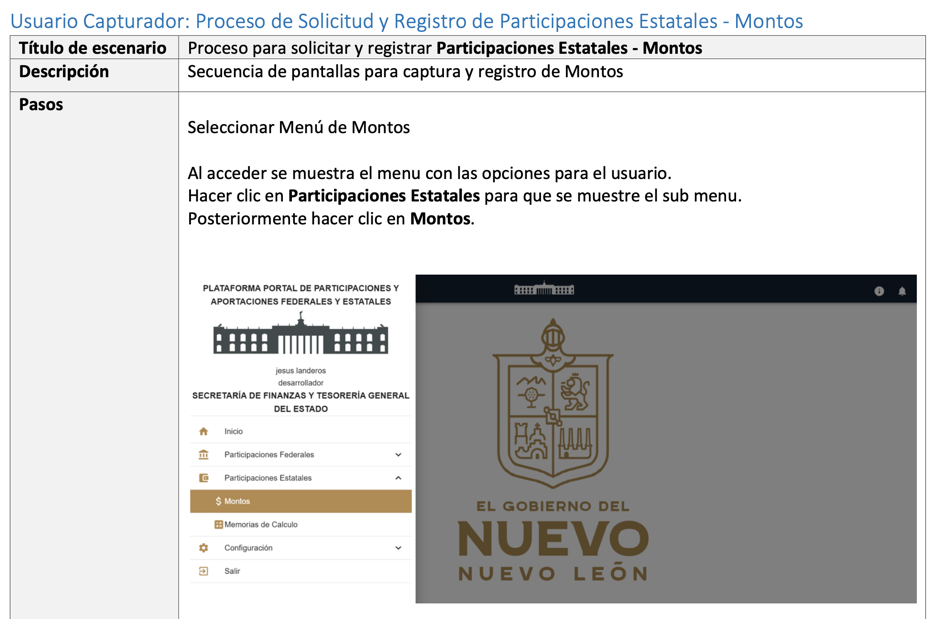 Usuario Capturador: Proceso de Solicitud y Registro de Participaciones Estatales - Montos
Título de escenario
Proceso para solicitar y registrar Participaciones Estatales - Montos
Descripción
Secuencia de pantallas para captura y registro de Montos
Pasos
Seleccionar Menú de Montos
Al acceder se muestra el menu con las opciones para el usuario.
Hacer clic en Participaciones Estatales para que se muestre el sub menu.
Posteriormente hacer clic en Montos.
PLATAFORMA PORTAL DE PARTICIPACIONES Y
APORTACIONES FEDERALES Y ESTATALES
jesus landeros
desarrollador
SECRETARÍA DE FINANZAS Y TESORERÍA GENERAL
DEL ESTADO
Inicio
Participaciones Federales
Participaciones Estatales
$ Montos
Memorias de Calculo
Configuración
Salir
EL GOBIERNO DEL
NUEVO
NUEVO LEÓN